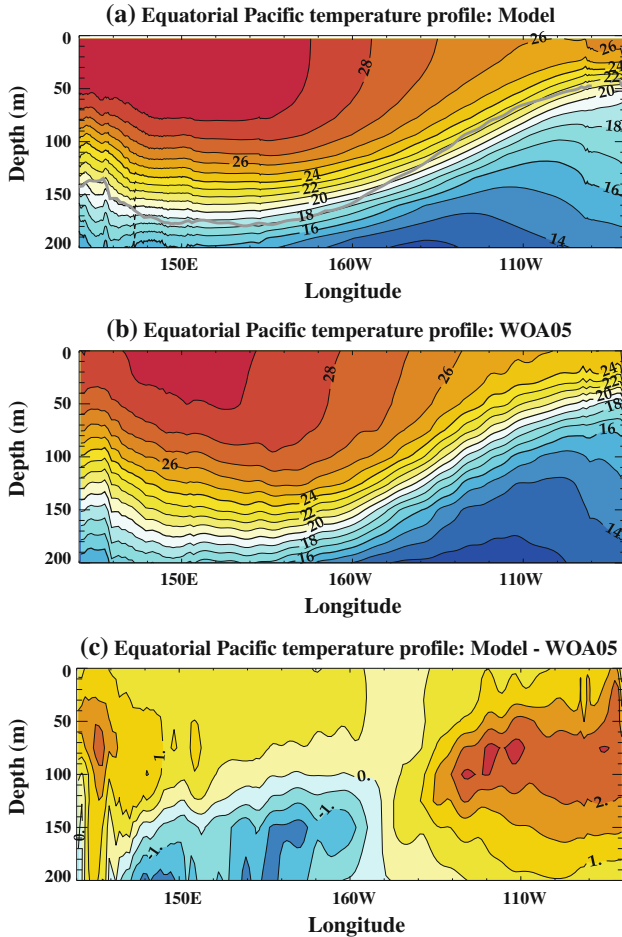 (a) Equatorial Pacific temperature profile: Model
0
50
100
150
200
Depth (m)
28
26
26
24
22
20
18
16
14
26
24
22
20
18
16
150E
160W
110W
Longitude
(b) Equatorial Pacific temperature profile: WOA05
0
50
100
150
200
Depth (m)
28
26
24
22
20
18
16
14
26
24
22
20
18
16
150E
160W
110W
Longitude
(c) Equatorial Pacific temperature profile: Model - WOA05
0
50
100
150
200
Depth (m)
1.
0.
2.
0.
-1.
-1.
1.
150E
160W
110W
Longitude